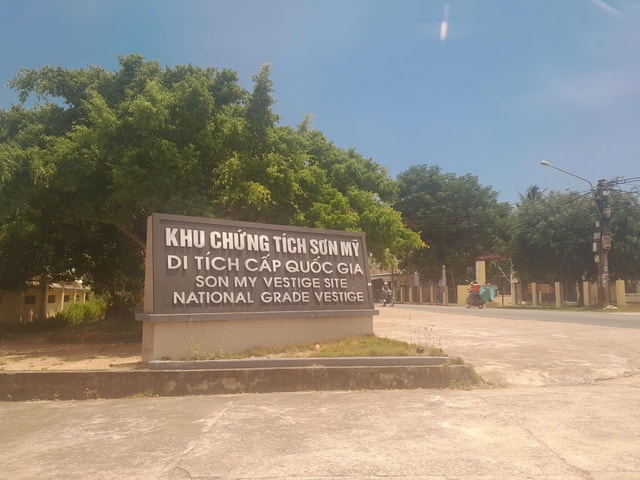 KHU CHỨNG TÍCH SƠN MỸ
DI TÍCH CẤP QUỐC GIA
SON MY VESTIGE SITE
NATIONAL GRADE VESTIGE